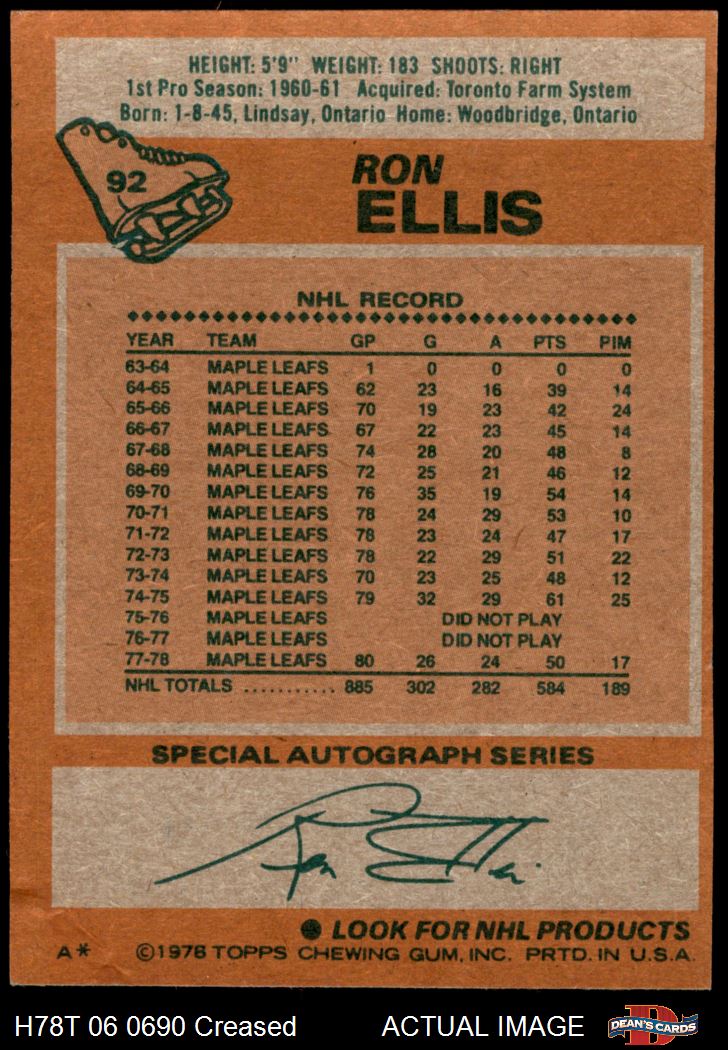 HEIGHT: 5'9" WEIGHT: 183 SHOOTS: RIGHT
1st Pro Season: 1960-61 Acquired: Toronto Farm System
Born: 1-8-45, Lindsay, Ontario Home: Woodbridge, Ontario
92
RON
ELLIS
NHL RECORD
YEAR TEAM GP G A PTS PIM
63-64 MAPLE LEAFS 1 0 0 0 0
64-65 MAPLE LEAFS 62 23 16 39 14
65-66 MAPLE LEAFS 70 19 23 42 24
66-67 MAPLE LEAFS 67 22 23 45 14
67-68 MAPLE LEAFS 74 28 20 48 8
68-69 MAPLE LEAFS 72 25 21 46 12
69-70 MAPLE LEAFS 76 35 19 54 14
70-71 MAPLE LEAFS 78 24 29 53 10
71-72 MAPLE LEAFS 78 23 24 47 17
72-73 MAPLE LEAFS 78 22 29 51 22
73-74 MAPLE LEAFS 70 23 25 48 12
74-75 MAPLE LEAFS 79 32 29 61 25
75-76 MAPLE LEAFS DID NOT PLAY
76-77 MAPLE LEAFS DID NOT PLAY
77-78 MAPLE LEAFS 80 26 24 50 17
NHL TOTALS ........... 885 302 282 584 189
SPECIAL AUTOGRAPH SERIES
Ron Ellis
● LOOK FOR NHL PRODUCTS
A* ©1978 TOPPS CHEWING GUM, INC. PRTD. IN U.S.A.
H78T 06 0690 Creased ACTUAL IMAGE DEAN'S CARDS